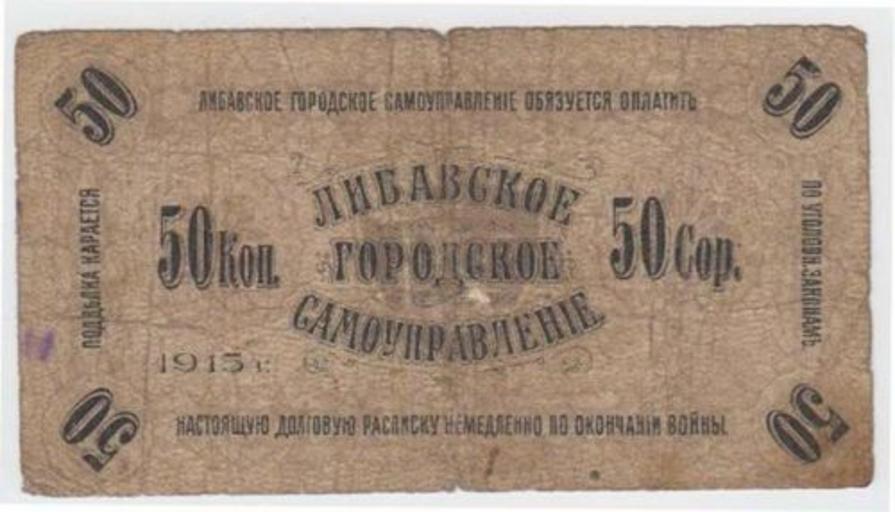 50
50
ЛИБАВСКОЕ ГОРОДСКОЕ САМОУПРАВЛЕНІЕ ОБЯЗУЕТСЯ ОПЛАТИТЬ
ПОДДѢЛКА КАРАЕТСЯ
50 Коп.
ЛИБАВСКОЕ
ГОРОДСКОЕ
САМОУПРАВЛЕНІЕ
50 Cop.
ПО УГОЛОВН. ЗАКОНАМЪ.
1915 г.
НАСТОЯЩУЮ ДОЛГОВУЮ РАСПИСКУ НЕМЕДЛЕННО ПО ОКОНЧАНІИ ВОЙНЫ.
50
50